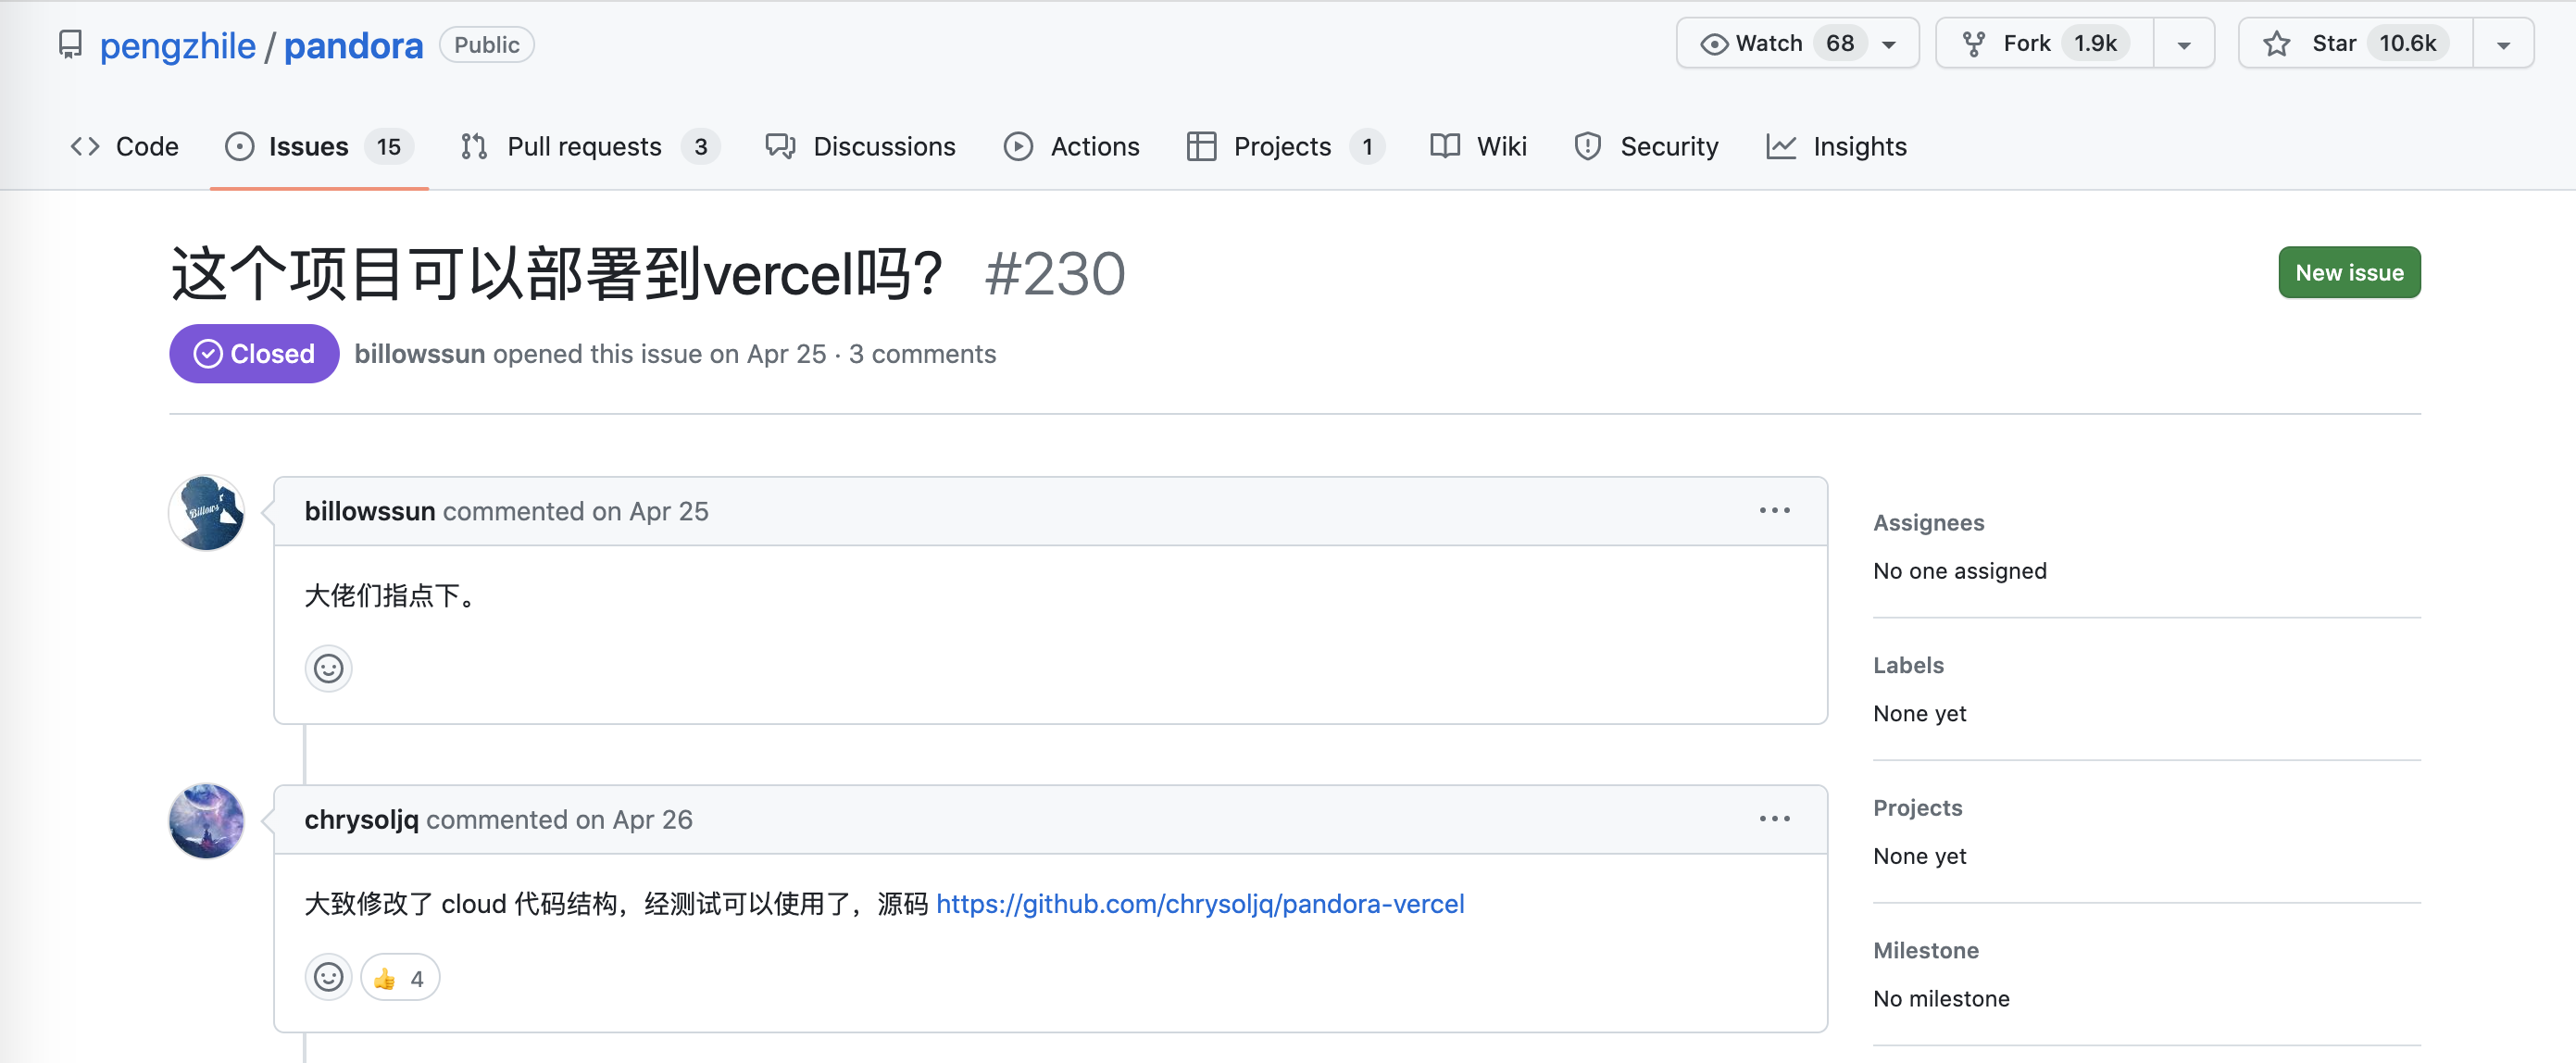 pengzhile / pandora Public Watch 68 Fork 1.9k Star 10.6k
Code Issues 15 Pull requests 3 Discussions Actions Projects 1 Wiki Security Insights
这个项目可以部署到vercel吗? #230 New issue
Closed billowssun opened this issue on Apr 25 · 3 comments
Billows
billowssun commented on Apr 25 ...
大佬们指点下。
chrysoljq commented on Apr 26 ...
大致修改了 cloud 代码结构，经测试可以使用了，源码 https://github.com/chrysoljq/pandora-vercel
👍 4
Assignees
No one assigned
Labels
None yet
Projects
None yet
Milestone
No milestone